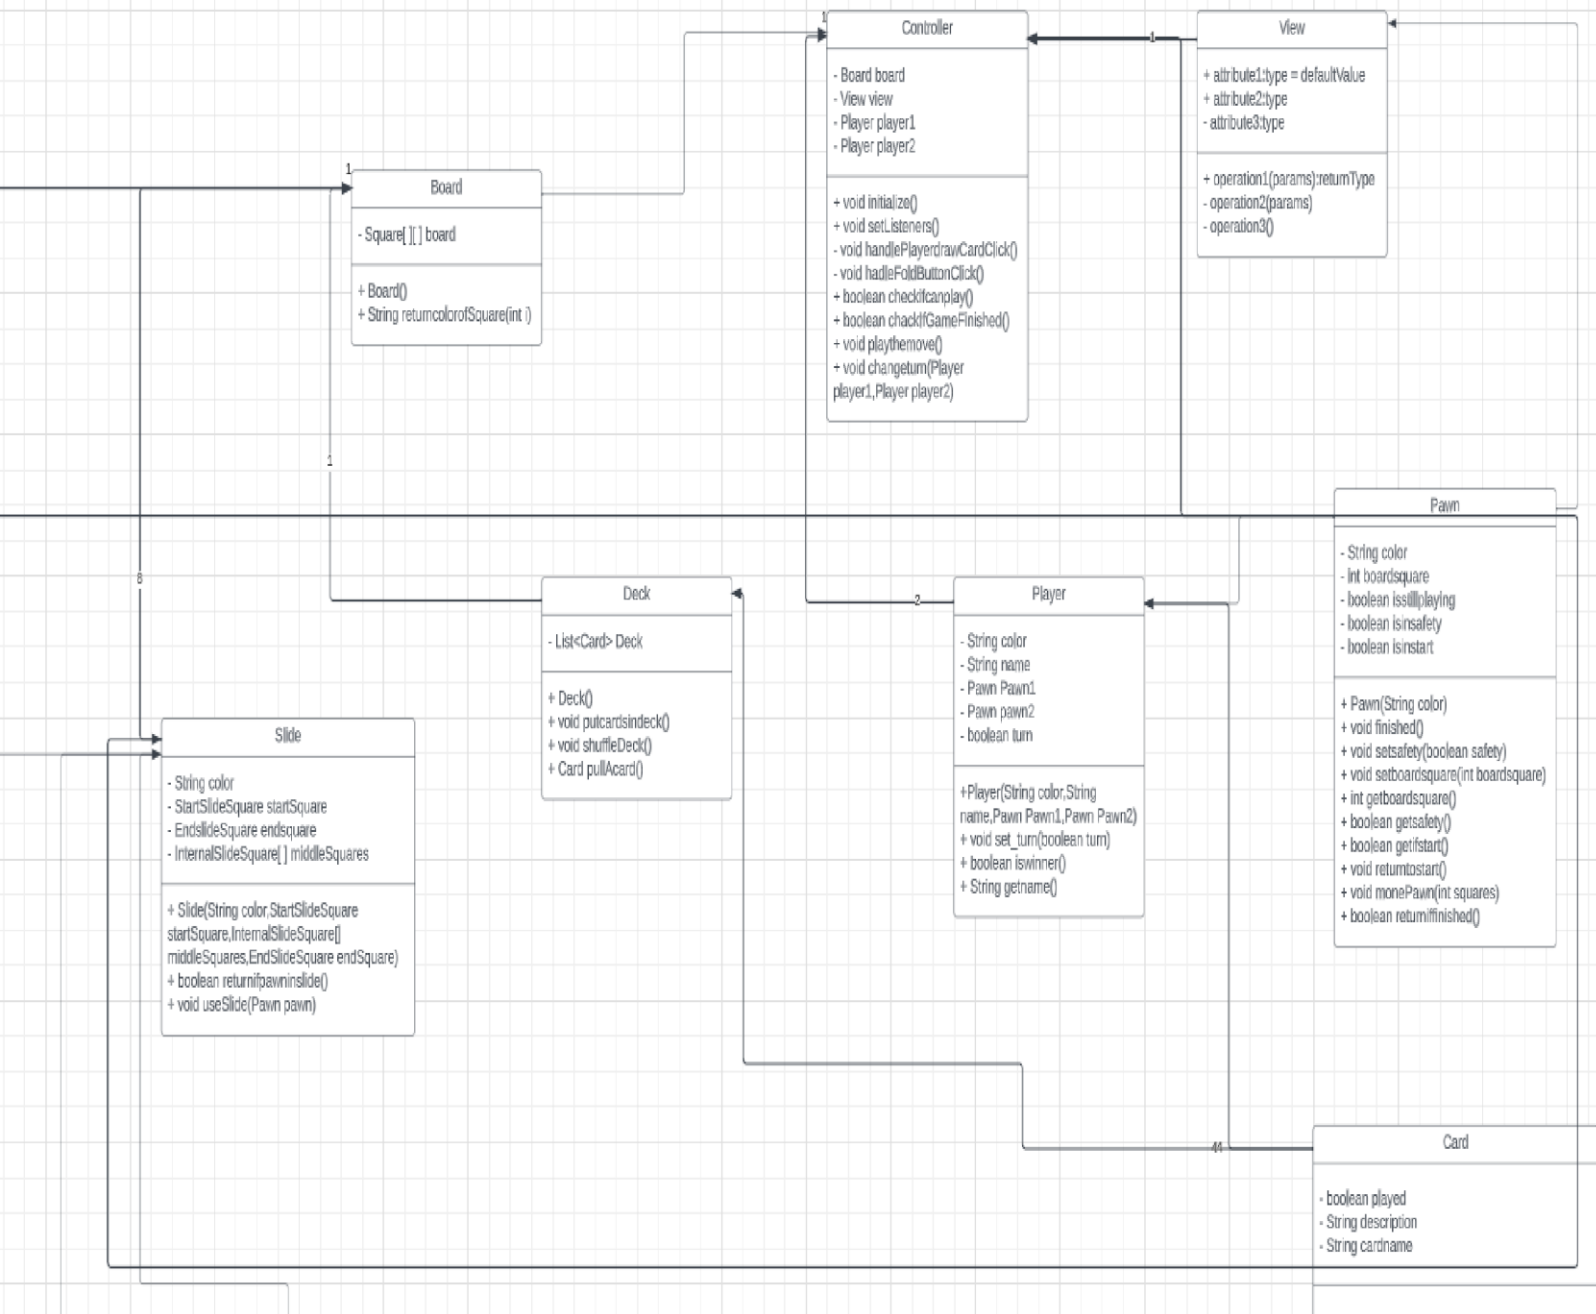 1
Controller
- Board board
- View view
- Player player1
- Player player2
+ void initialize()
+ void setListeners()
- void handlePlayerdrawCardClick()
- void hadleFoldButtonClick()
+ boolean checkifcanplay()
+ boolean chackifGameFinished()
+ void playthemove()
+ void changeturn(Player
player1,Player player2)
1
View
+ attribute1:type = defaultValue
+ attribute2:type
- attribute3:type
+ operation1(params):returnType
- operation2(params)
- operation3()
1
Board
- Square[ ][ ] board
+ Board()
+ String returncolorofSquare(int i)
1
8
Pawn
- String color
- int boardsquare
- boolean isstillplaying
- boolean isinsafety
- boolean isinstart
+ Pawn(String color)
+ void finished()
+ void setsafety(boolean safety)
+ void setboardsquare(int boardsquare)
+ int getboardsquare()
+ boolean getsafety()
+ boolean getifstart()
+ void returntostart()
+ void monePawn(int squares)
+ boolean returniffinished()
Deck
- List<Card> Deck
+ Deck()
+ void putcardsindeck()
+ void shuffleDeck()
+ Card pullAcard()
2
Player
- String color
- String name
- Pawn Pawn1
- Pawn pawn2
- boolean turn
+Player(String color,String
name,Pawn Pawn1,Pawn Pawn2)
+ void set_turn(boolean turn)
+ boolean iswinner()
+ String getname()
Slide
- String color
- StartSlideSquare startSquare
- EndslideSquare endsquare
- InternalSlideSquare[ ] middleSquares
+ Slide(String color,StartSlideSquare
startSquare,InternalSlideSquare[]
middleSquares,EndSlideSquare endSquare)
+ boolean returnifpawninslide()
+ void useSlide(Pawn pawn)
44
Card
- boolean played
- String description
- String cardname